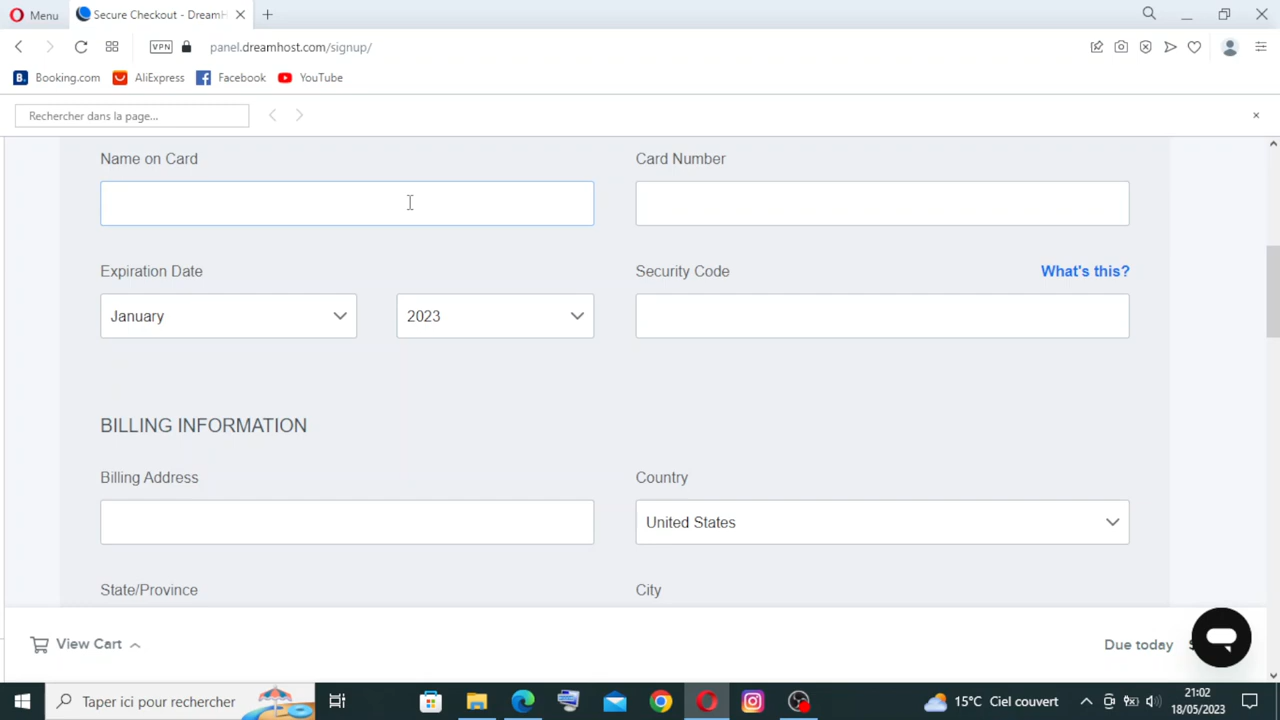 Menu
Secure Checkout - DreamH
VPN
panel.dreamhost.com/signup/
B. Booking.com AliExpress Facebook YouTube
Rechercher dans la page...
Name on Card
Card Number
Expiration Date
Security Code
What's this?
January
2023
BILLING INFORMATION
Billing Address
Country
United States
State/Province
City
View Cart
Due today
Taper ici pour rechercher
15°C Ciel couvert
21:02
18/05/2023